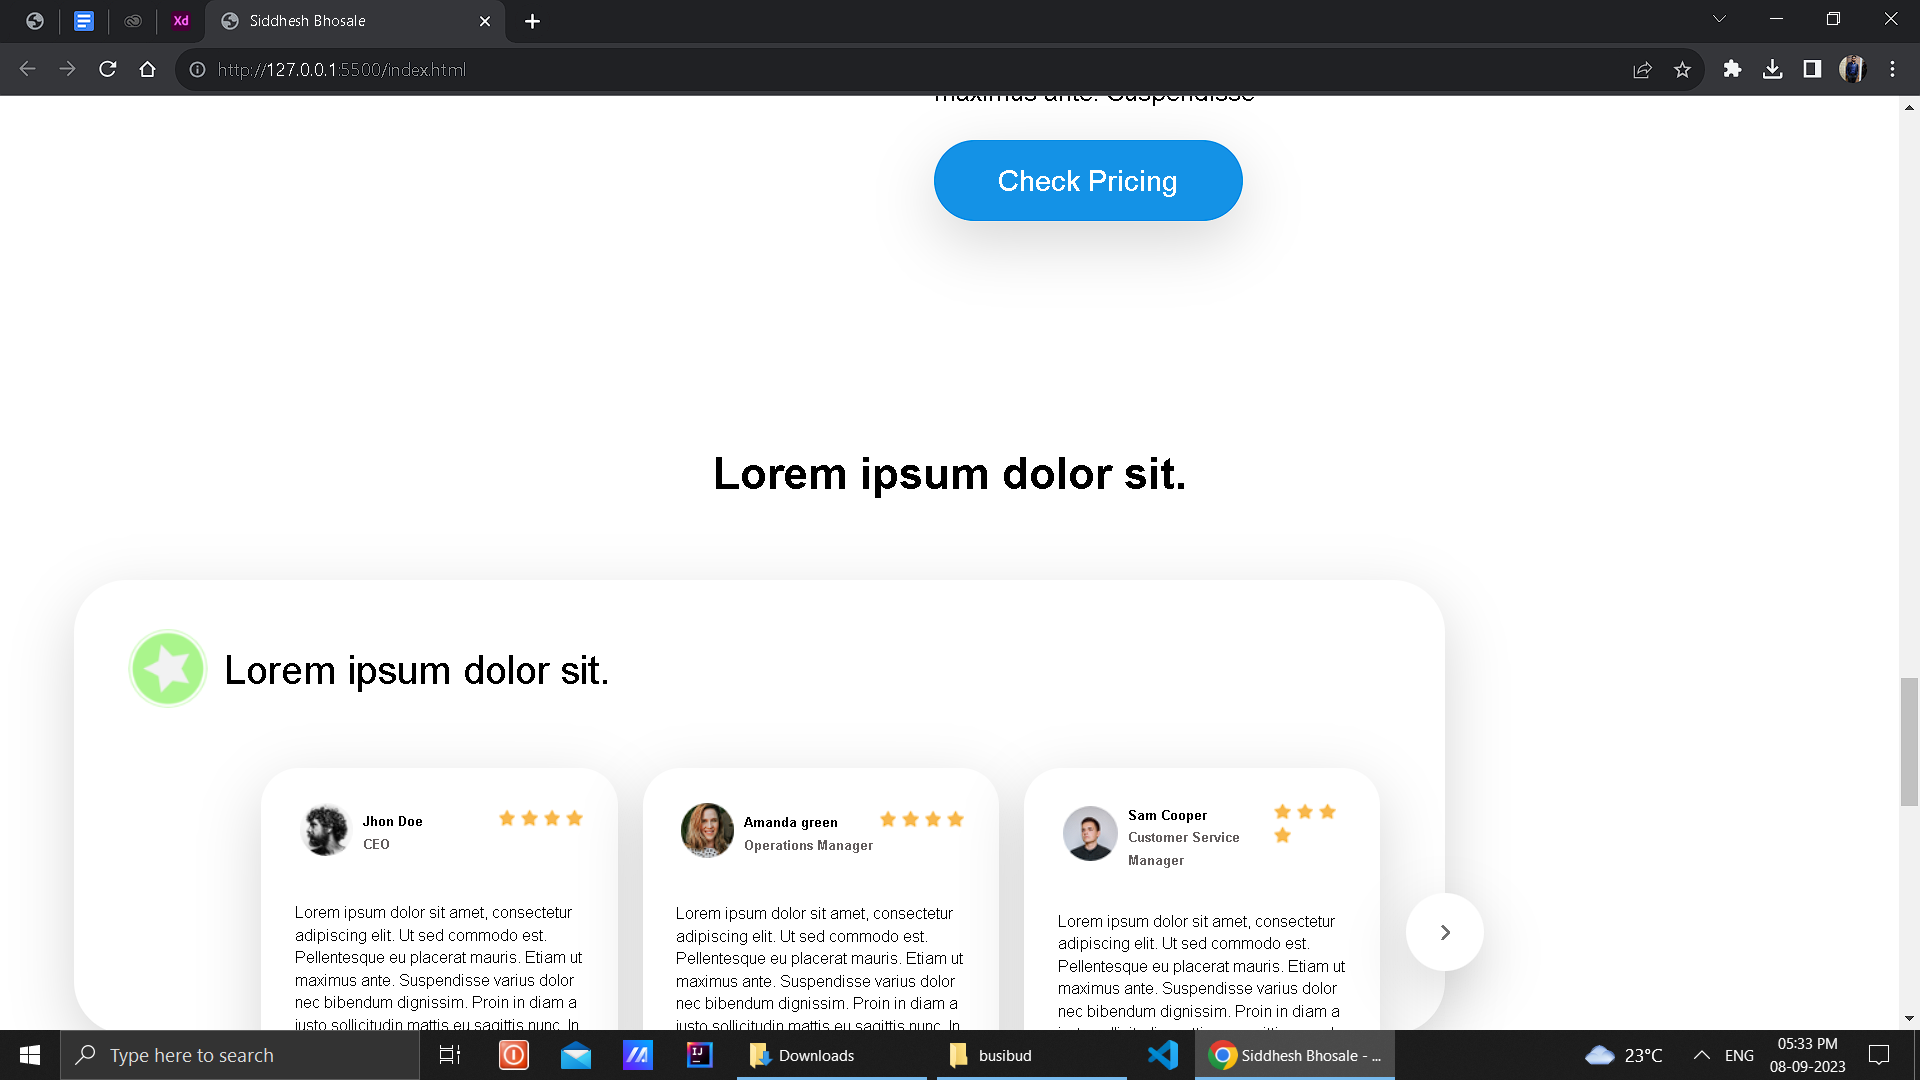 Xd
Siddhesh Bhosale
http://127.0.0.1:5500/index.html
maximus ante. Suspendisse
Check Pricing
Lorem ipsum dolor sit.
Lorem ipsum dolor sit.
Jhon Doe
CEO
Lorem ipsum dolor sit amet, consectetur
adipiscing elit. Ut sed commodo est.
Pellentesque eu placerat mauris. Etiam ut
maximus ante. Suspendisse varius dolor
nec bibendum dignissim. Proin in diam a
justo sollicitudin mattis eu sagittis nunc. In
Amanda green
Operations Manager
Lorem ipsum dolor sit amet, consectetur
adipiscing elit. Ut sed commodo est.
Pellentesque eu placerat mauris. Etiam ut
maximus ante. Suspendisse varius dolor
nec bibendum dignissim. Proin in diam a
justo sollicitudin mattis eu sagittis nunc. In
Sam Cooper
Customer Service
Manager
Lorem ipsum dolor sit amet, consectetur
adipiscing elit. Ut sed commodo est.
Pellentesque eu placerat mauris. Etiam ut
maximus ante. Suspendisse varius dolor
nec bibendum dignissim. Proin in diam a
Type here to search
IJ
Downloads
busibud
Siddhesh Bhosale - ...
23°C
ENG
05:33 PM
08-09-2023